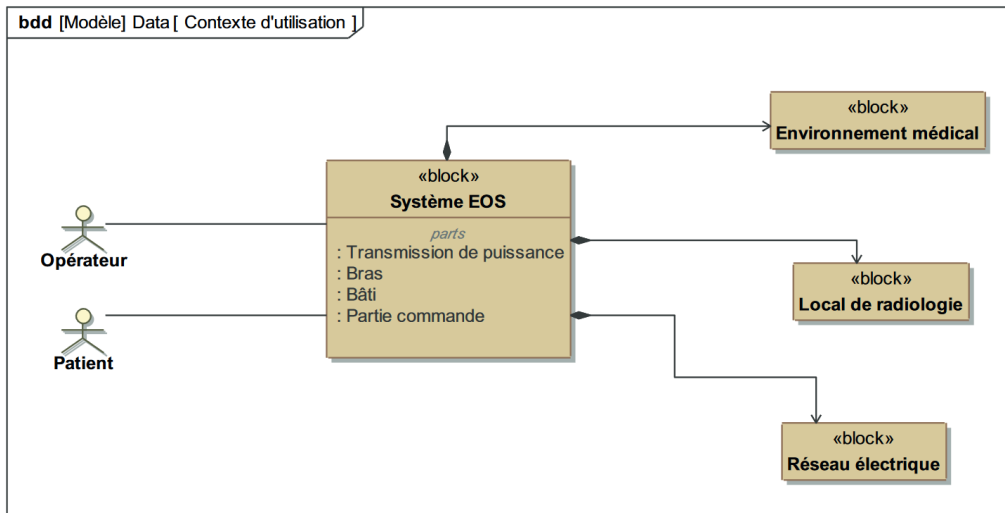 bdd [Modèle] Data [ Contexte d'utilisation ]
«block»
Environnement médical
«block»
Système EOS
parts
: Transmission de puissance
: Bras
: Bâti
: Partie commande
Opérateur
Patient
«block»
Local de radiologie
«block»
Réseau électrique